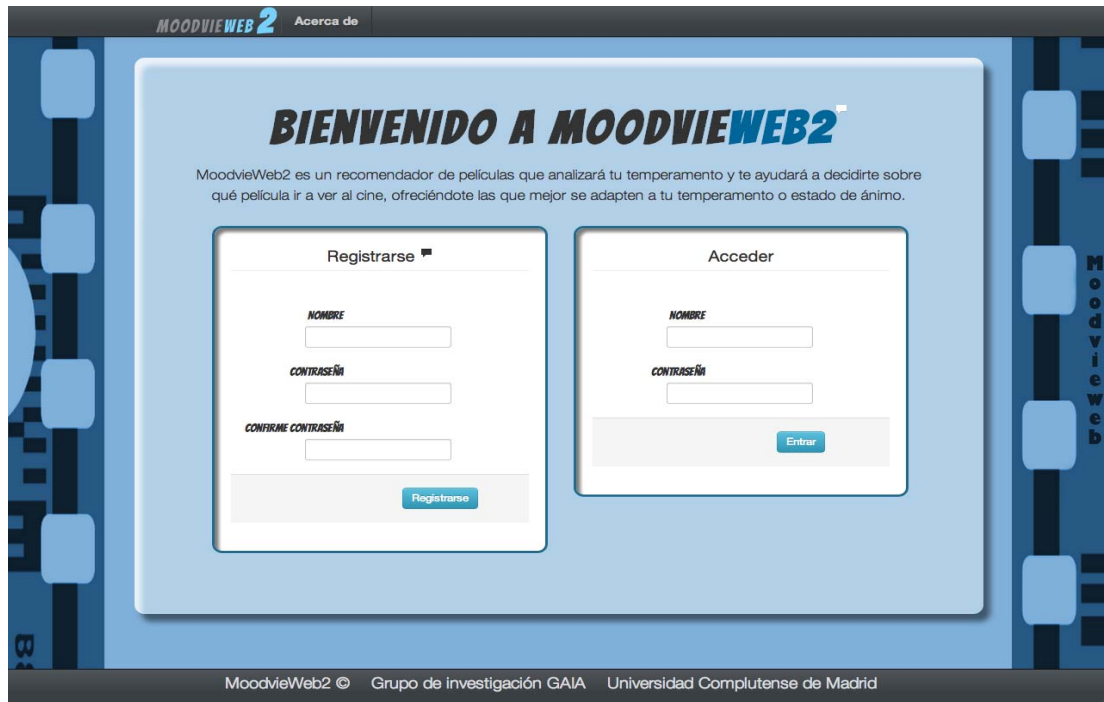 MOODVIEWEB 2 Acerca de
BIENVENIDO A MOODVIEWEB2
MoodvieWeb2 es un recomendador de películas que analizará tu temperamento y te ayudará a decidirte sobre
qué película ir a ver al cine, ofreciéndote las que mejor se adapten a tu temperamento o estado de ánimo.
Registrarse
NOMBRE
CONTRASEÑA
CONFIRME CONTRASEÑA
Registrarse
Acceder
NOMBRE
CONTRASEÑA
Entrar
Moodvieweb
MoodvieWeb2 © Grupo de investigación GAIA Universidad Complutense de Madrid